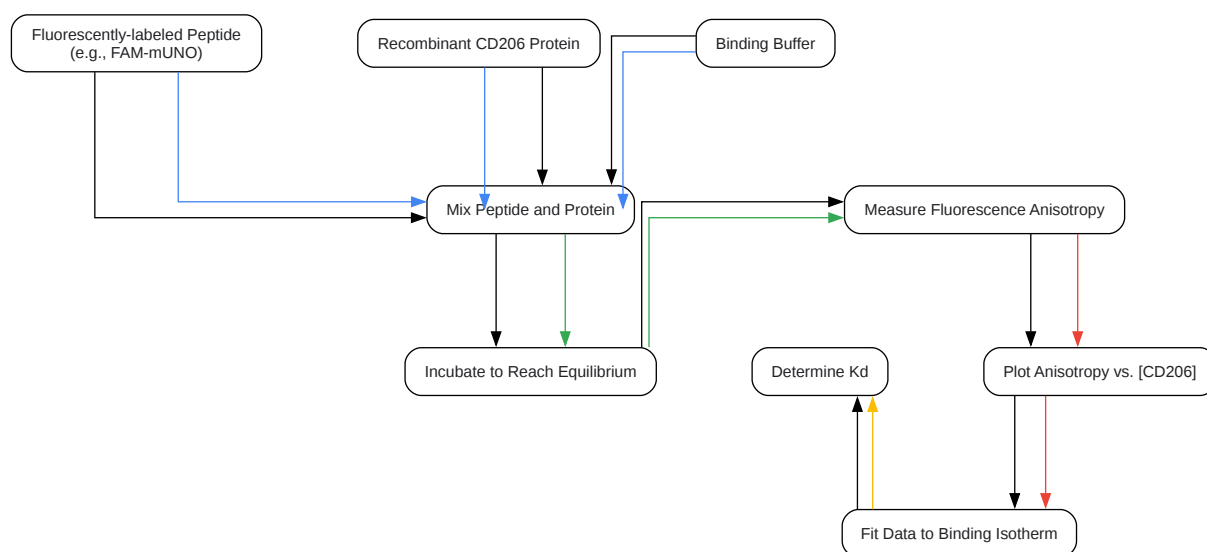 Fluorescently-labeled Peptide
(e.g., FAM-mUNO)
Recombinant CD206 Protein
Binding Buffer
Mix Peptide and Protein
Measure Fluorescence Anisotropy
Incubate to Reach Equilibrium
Determine Kd
Plot Anisotropy vs. [CD206]
Fit Data to Binding Isotherm